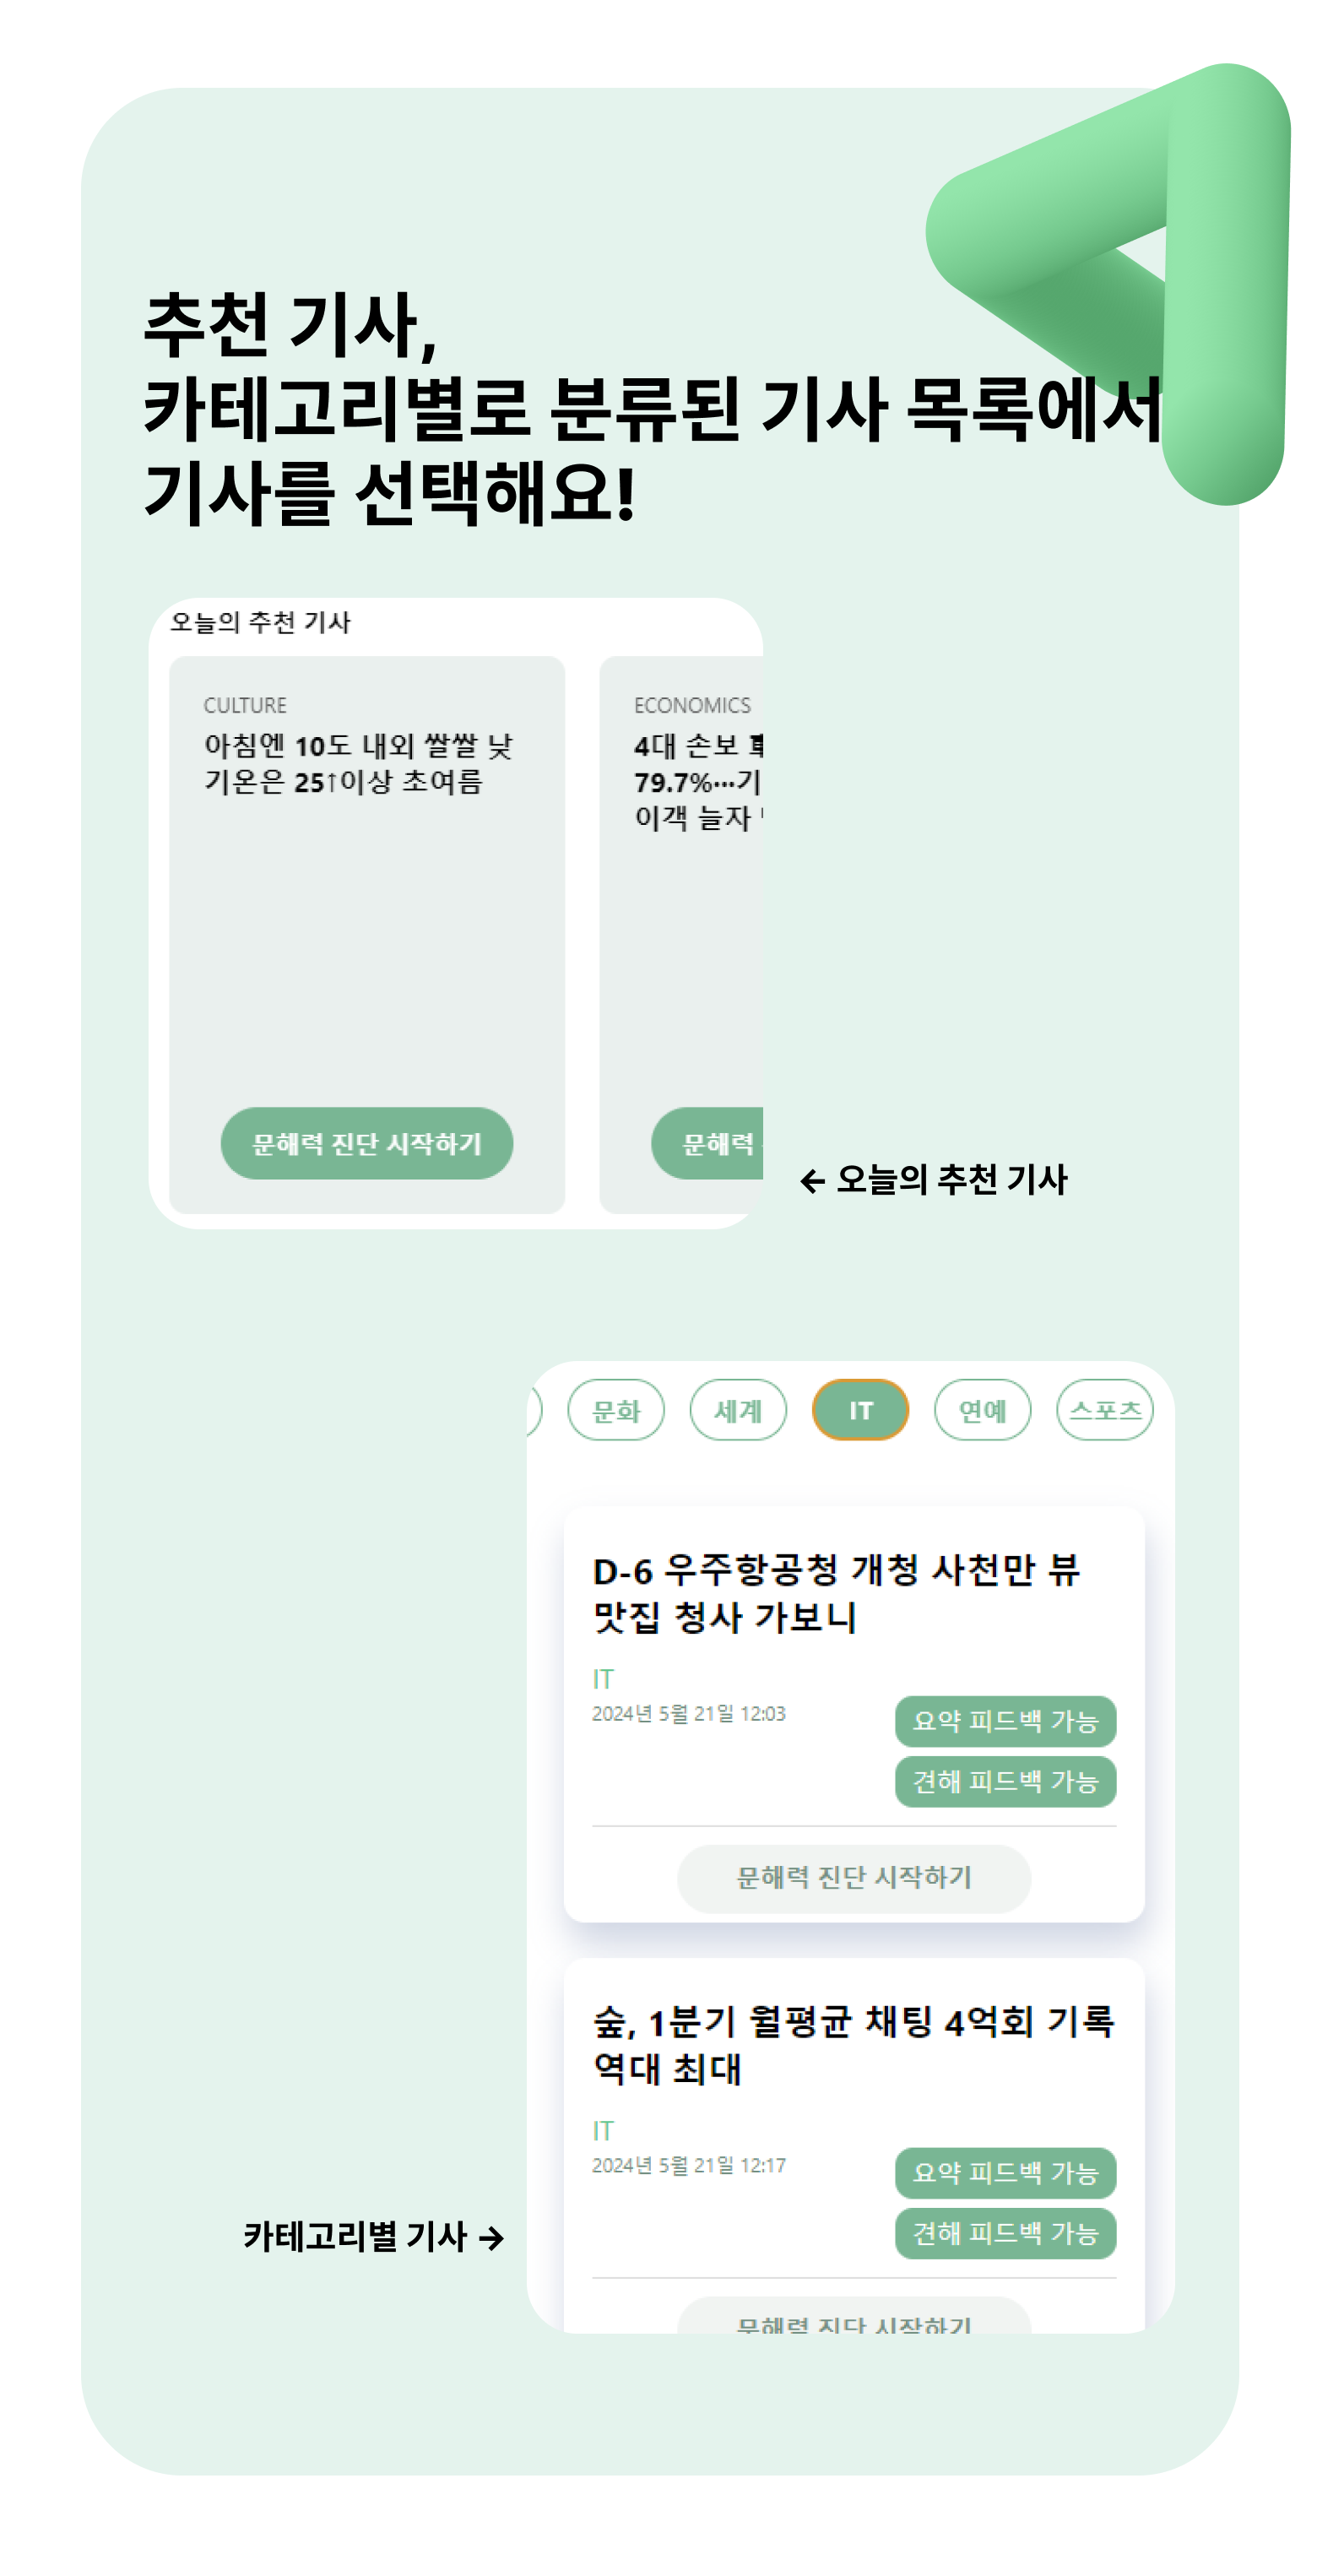 추천 기사,
카테고리별로 분류된 기사 목록에서
기사를 선택해요!
오늘의 추천 기사
CULTURE
아침엔 10도 내외 쌀쌀 낮
기온은 25↑이상 초여름
문해력 진단 시작하기
ECONOMICS
4대 손보 車
79.7%…기
이객 늘자
문해력
← 오늘의 추천 기사
문화
세계
IT
연예
스포츠
D-6 우주항공청 개청 사천만 뷰
맛집 청사 가보니
IT
2024년 5월 21일 12:03
요약 피드백 가능
견해 피드백 가능
문해력 진단 시작하기
숲, 1분기 월평균 채팅 4억회 기록
역대 최대
IT
2024년 5월 21일 12:17
요약 피드백 가능
견해 피드백 가능
카테고리별 기사 →
문해력 진단 시작하기